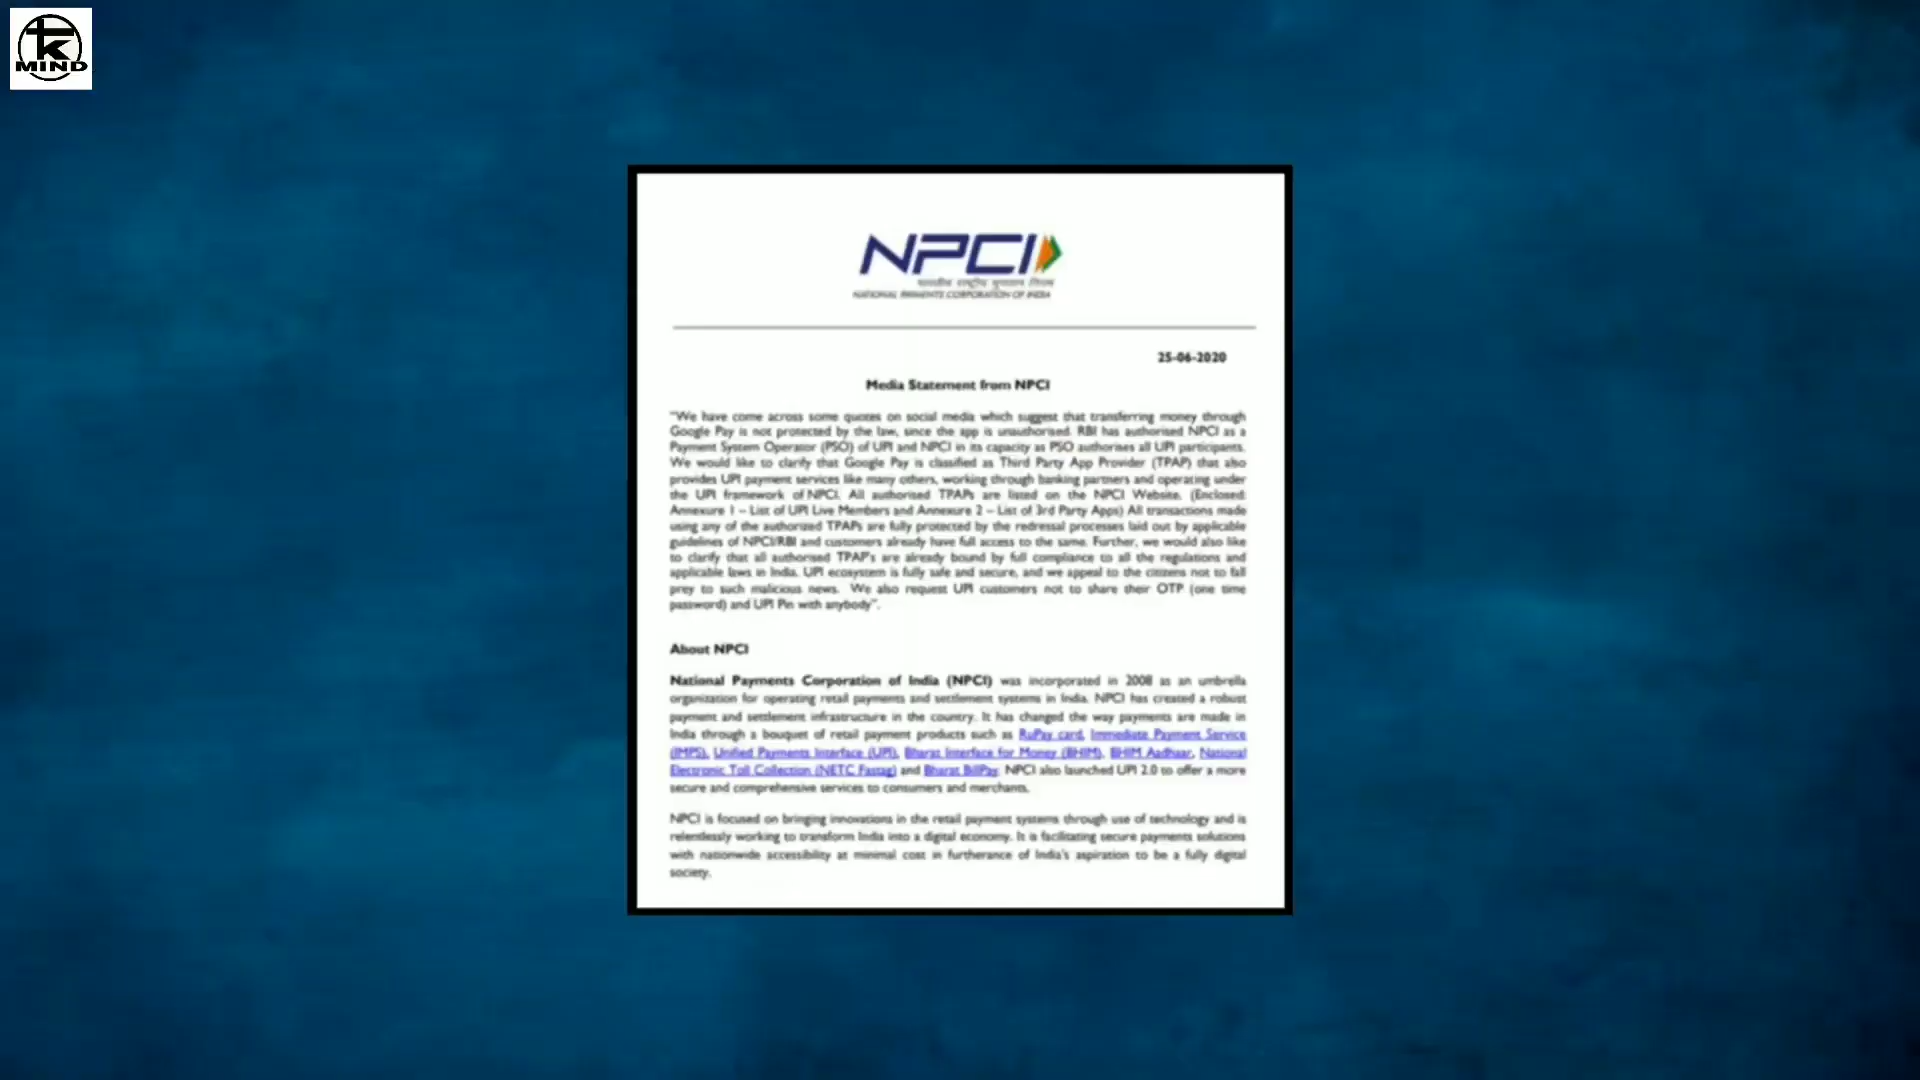 tk
MIND
NPCI
भारतीय राष्ट्रीय भुगतान निगम
NATIONAL PAYMENTS CORPORATION OF INDIA
25-06-2020
Media Statement from NPCI
"We have come across some quotes on social media which suggest that transferring money through
Google Pay is not protected by the law, since the app is unauthorised. RBI has authorised NPCI as a
Payment System Operator (PSO) of UPI and NPCI in its capacity as PSO authorises all UPI participants.
We would like to clarify that Google Pay is classified as Third Party App Provider (TPAP) that also
provides UPI payment services like many others, working through banking partners and operating under
the UPI framework of NPCI. All authorised TPAPs are listed on the NPCI Website. (Enclosed:
Annexure 1 – List of UPI Live Members and Annexure 2 – List of 3rd Party Apps) All transactions made
using any of the authorized TPAPs are fully protected by the redressal processes laid out by applicable
guidelines of NPCI/RBI and customers already have full access to the same. Further, we would also like
to clarify that all authorised TPAP's are already bound by full compliance to all the regulations and
applicable laws in India. UPI ecosystem is fully safe and secure, and we appeal to the citizens not to fall
prey to such malicious news. We also request UPI customers not to share their OTP (one time
password) and UPI Pin with anybody".
About NPCI
National Payments Corporation of India (NPCI) was incorporated in 2008 as an umbrella
organization for operating retail payments and settlement systems in India. NPCI has created a robust
payment and settlement infrastructure in the country. It has changed the way payments are made in
India through a bouquet of retail payment products such as RuPay card, Immediate Payment Service
(IMPS), Unified Payments Interface (UPI), Bharat Interface for Money (BHIM), BHIM Aadhaar, National
Electronic Toll Collection (NETC Fastag) and Bharat BillPay. NPCI also launched UPI 2.0 to offer a more
secure and comprehensive services to consumers and merchants.
NPCI is focused on bringing innovations in the retail payment systems through use of technology and is
relentlessly working to transform India into a digital economy. It is facilitating secure payments solutions
with nationwide accessibility at minimal cost in furtherance of India's aspiration to be a fully digital
society.